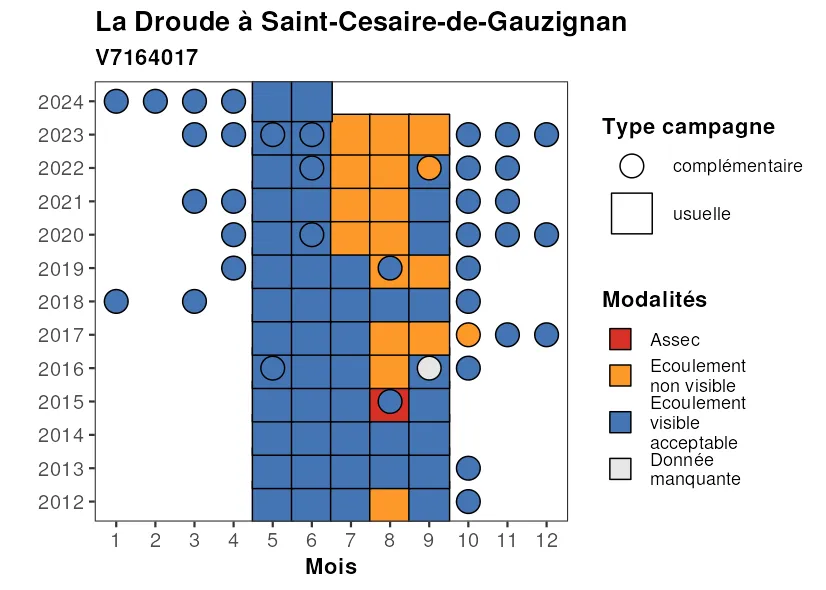 La Droude à Saint-Cesaire-de-Gauzignan
V7164017
2024
2023
2022
2021
2020
2019
2018
2017
2016
2015
2014
2013
2012
1 2 3 4 5 6 7 8 9 10 11 12
Mois
Type campagne
complémentaire
usuelle
Modalités
Assec
Ecoulement
non visible
Ecoulement
visible
acceptable
Donnée
manquante